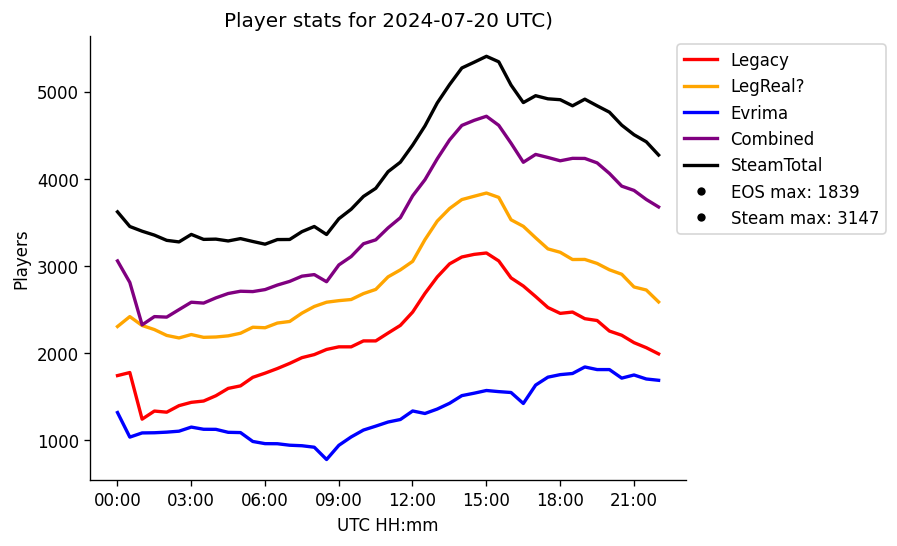 Player stats for 2024-07-20 UTC)
Legacy
LegReal?
Evrima
Combined
SteamTotal
EOS max: 1839
Steam max: 3147
5000
4000
3000
2000
1000
Players
00:00 03:00 06:00 09:00 12:00 15:00 18:00 21:00
UTC HH:mm